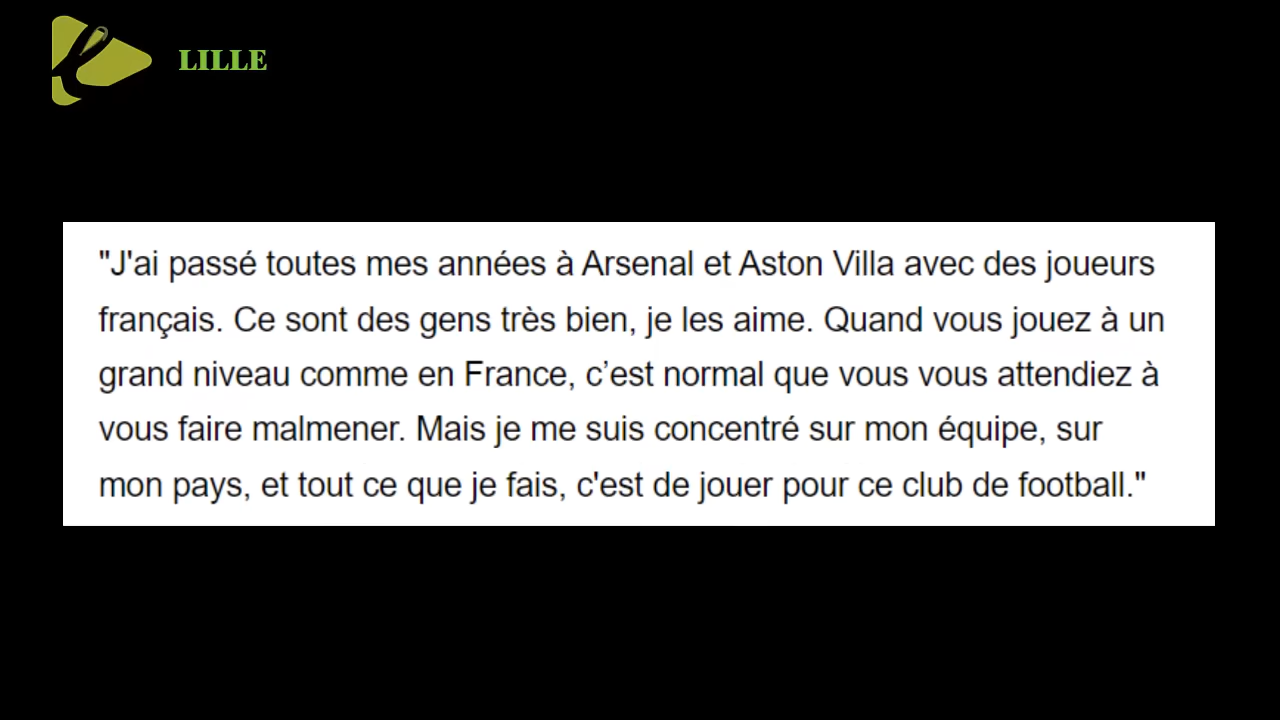 LILLE
"J'ai passé toutes mes années à Arsenal et Aston Villa avec des joueurs
français. Ce sont des gens très bien, je les aime. Quand vous jouez à un
grand niveau comme en France, c’est normal que vous vous attendiez à
vous faire malmener. Mais je me suis concentré sur mon équipe, sur
mon pays, et tout ce que je fais, c'est de jouer pour ce club de football."